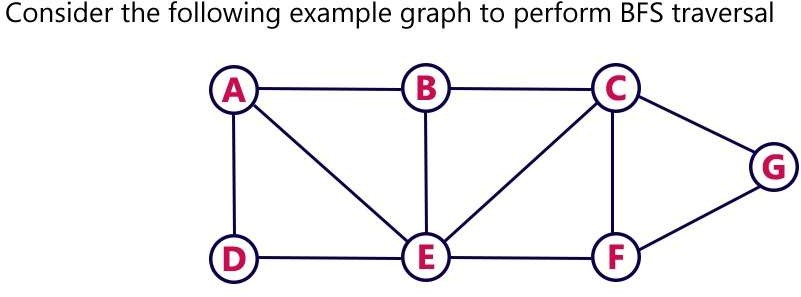 Consider the following example graph to perform BFS traversal
A
B
C
G
D
E
F